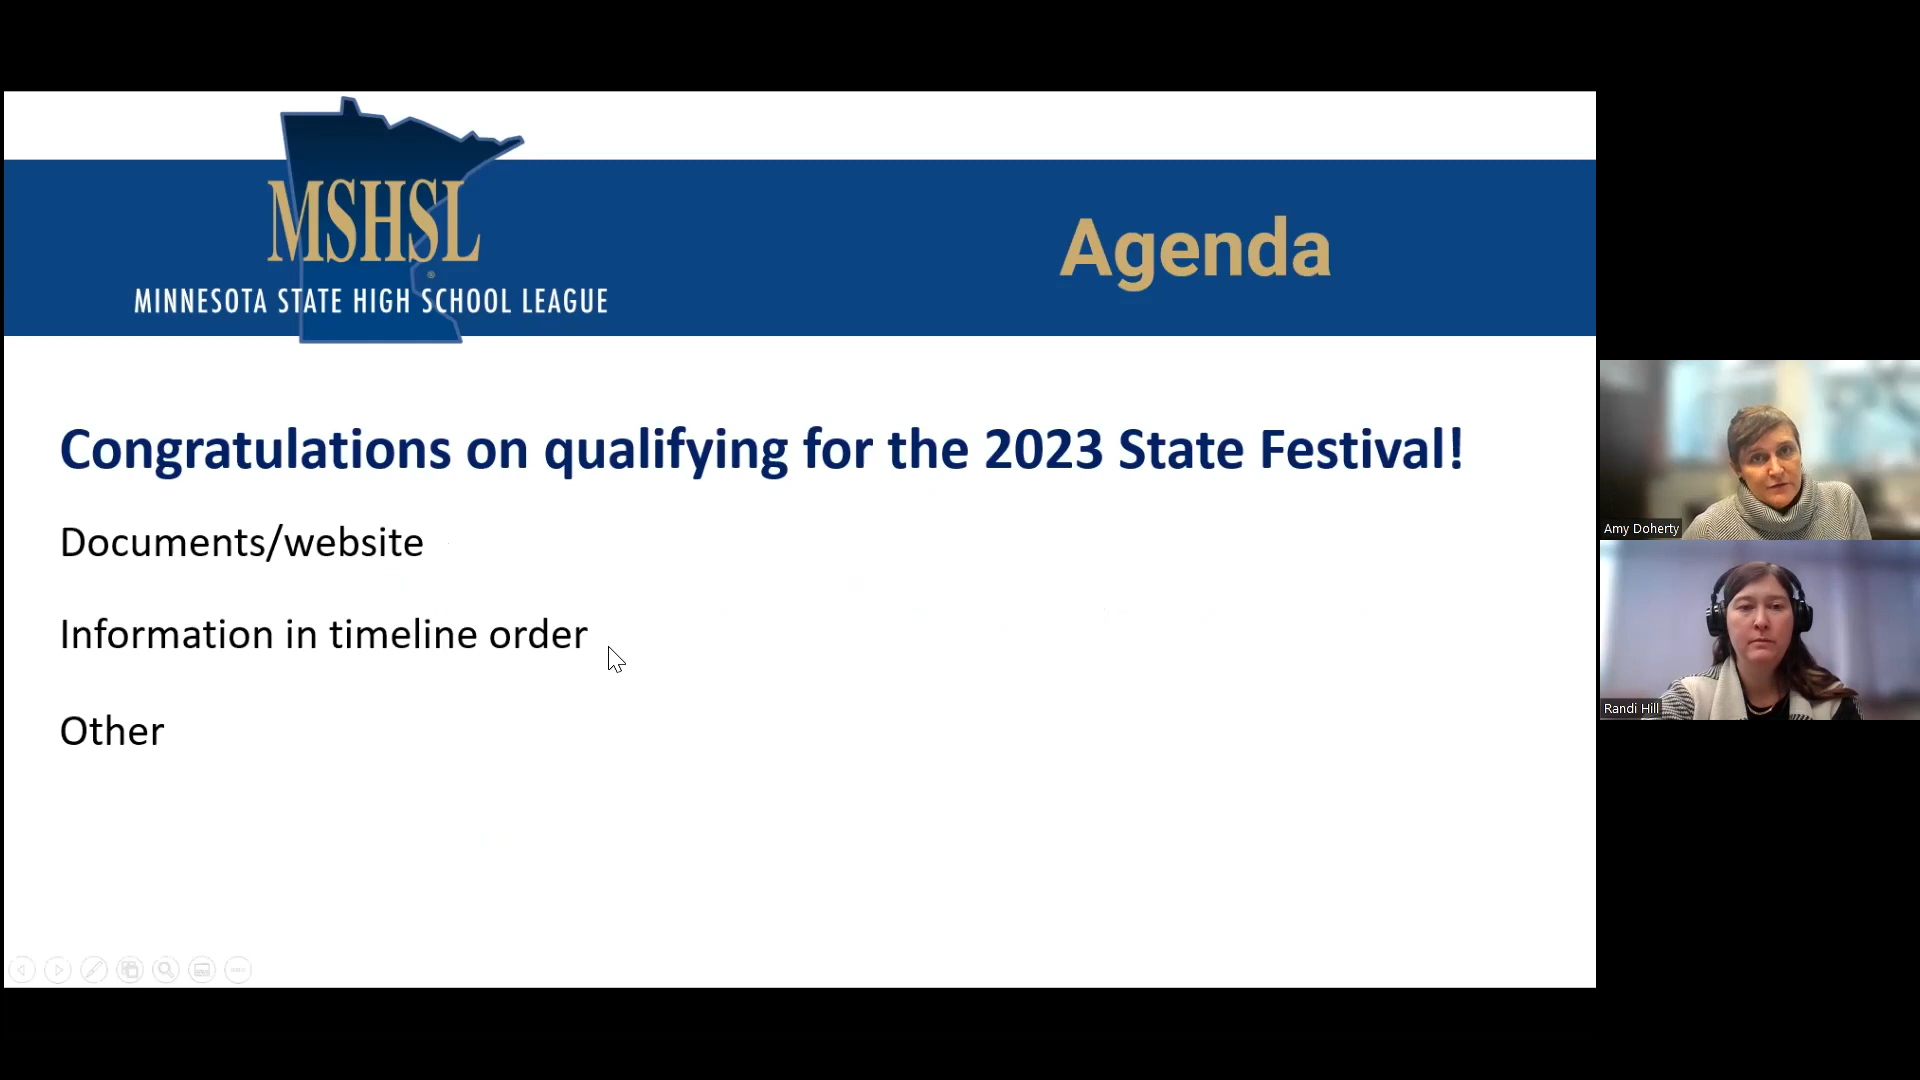 MSHSL
®
MINNESOTA STATE HIGH SCHOOL LEAGUE
Agenda
Congratulations on qualifying for the 2023 State Festival!
Documents/website
Information in timeline order
Other
Amy Doherty
Randi Hill